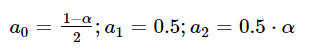 a₀ = (1−α)/2; a₁ = 0.5; a₂ = 0.5 · α